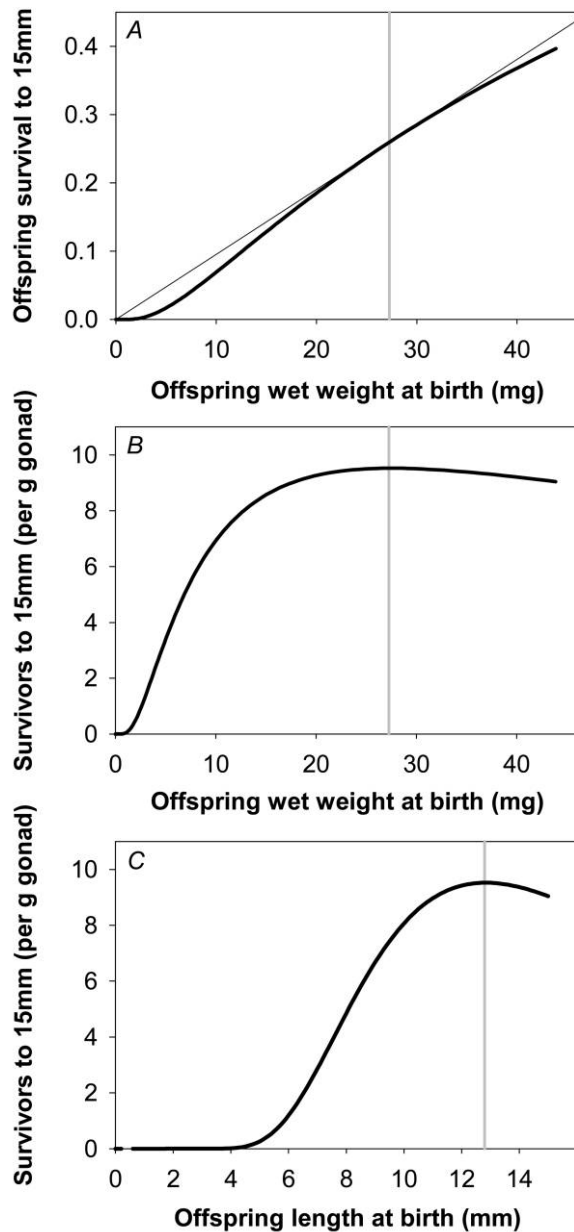 A
Offspring survival to 15mm
0.4
0.3
0.2
0.1
0.0
0 10 20 30 40
Offspring wet weight at birth (mg)
B
Survivors to 15mm (per g gonad)
10
8
6
4
2
0
0 10 20 30 40
Offspring wet weight at birth (mg)
C
Survivors to 15mm (per g gonad)
10
8
6
4
2
0
0 2 4 6 8 10 12 14
Offspring length at birth (mm)